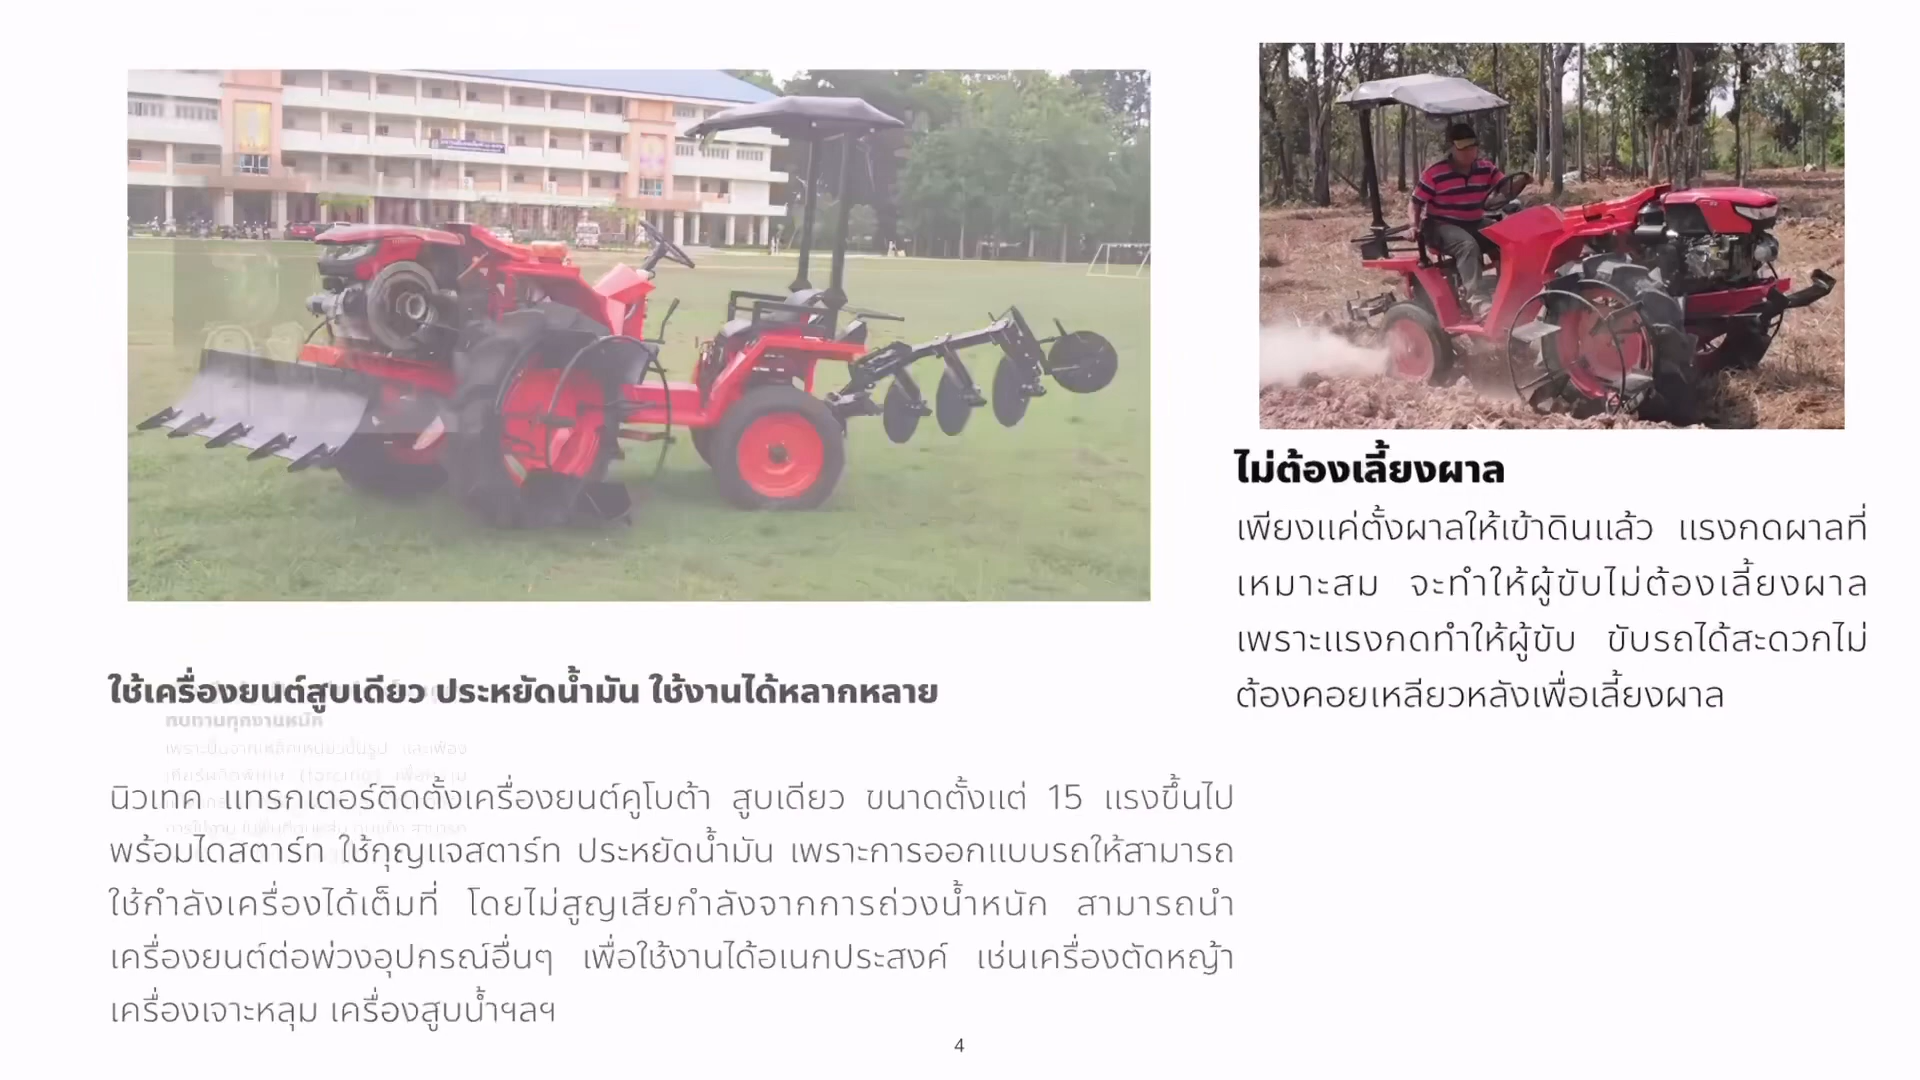 ใช้เครื่องยนต์สูบเดียว ประหยัดน้ำมัน ใช้งานได้หลากหลาย
ทนทานทุกงานหนัก
นิวเทค แทรกเตอร์ติดตั้งเครื่องยนต์คูโบต้า สูบเดียว ขนาดตั้งแต่ 15 แรงขึ้นไป
พร้อมไดสตาร์ท ใช้กุญแจสตาร์ท ประหยัดน้ำมัน เพราะการออกแบบรถให้สามารถ
ใช้กำลังเครื่องได้เต็มที่ โดยไม่สูญเสียกำลังจากการถ่วงน้ำหนัก สามารถนำ
เครื่องยนต์ต่อพ่วงอุปกรณ์อื่นๆ เพื่อใช้งานได้อเนกประสงค์ เช่นเครื่องตัดหญ้า
เครื่องเจาะหลุม เครื่องสูบน้ำฯลฯ
ไม่ต้องเลี้ยงผาล
เพียงแค่ตั้งผาลให้เข้าดินแล้ว แรงกดผาลที่
เหมาะสม จะทำให้ผู้ขับไม่ต้องเลี้ยงผาล
เพราะแรงกดทำให้ผู้ขับ ขับรถได้สะดวกไม่
ต้องคอยเหลียวหลังเพื่อเลี้ยงผาล
4